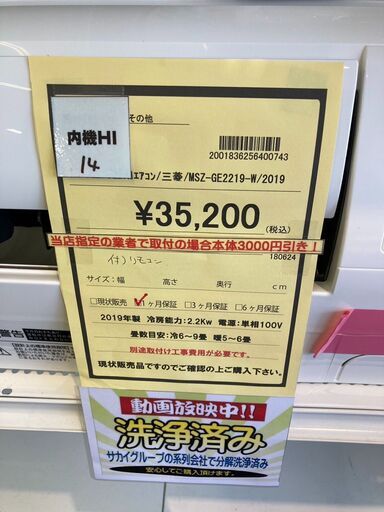 その他
内機HI
14
2001836256400743
ｴｱｺﾝ/三菱/MSZ-GE2219-W/2019
¥35,200
(税込)
当店指定の業者で取付の場合本体3000円引き！
180624
付)リモコン
サイズ：幅 高さ 奥行 cm
□現状販売 □1ヶ月保証 □3ヶ月保証 □6ヶ月保証
2019年製 冷房能力：2.2Kw 電源：単相100V
畳数目安：冷6～9畳 暖5～6畳
別途取付け工事費用が必要です。
現状販売品ですのでご確認の上ご購入下さい。
警告
動画放映中!!
洗浄済み
サカイグループの系列会社で分解洗浄済み
安心してご購入頂けます。